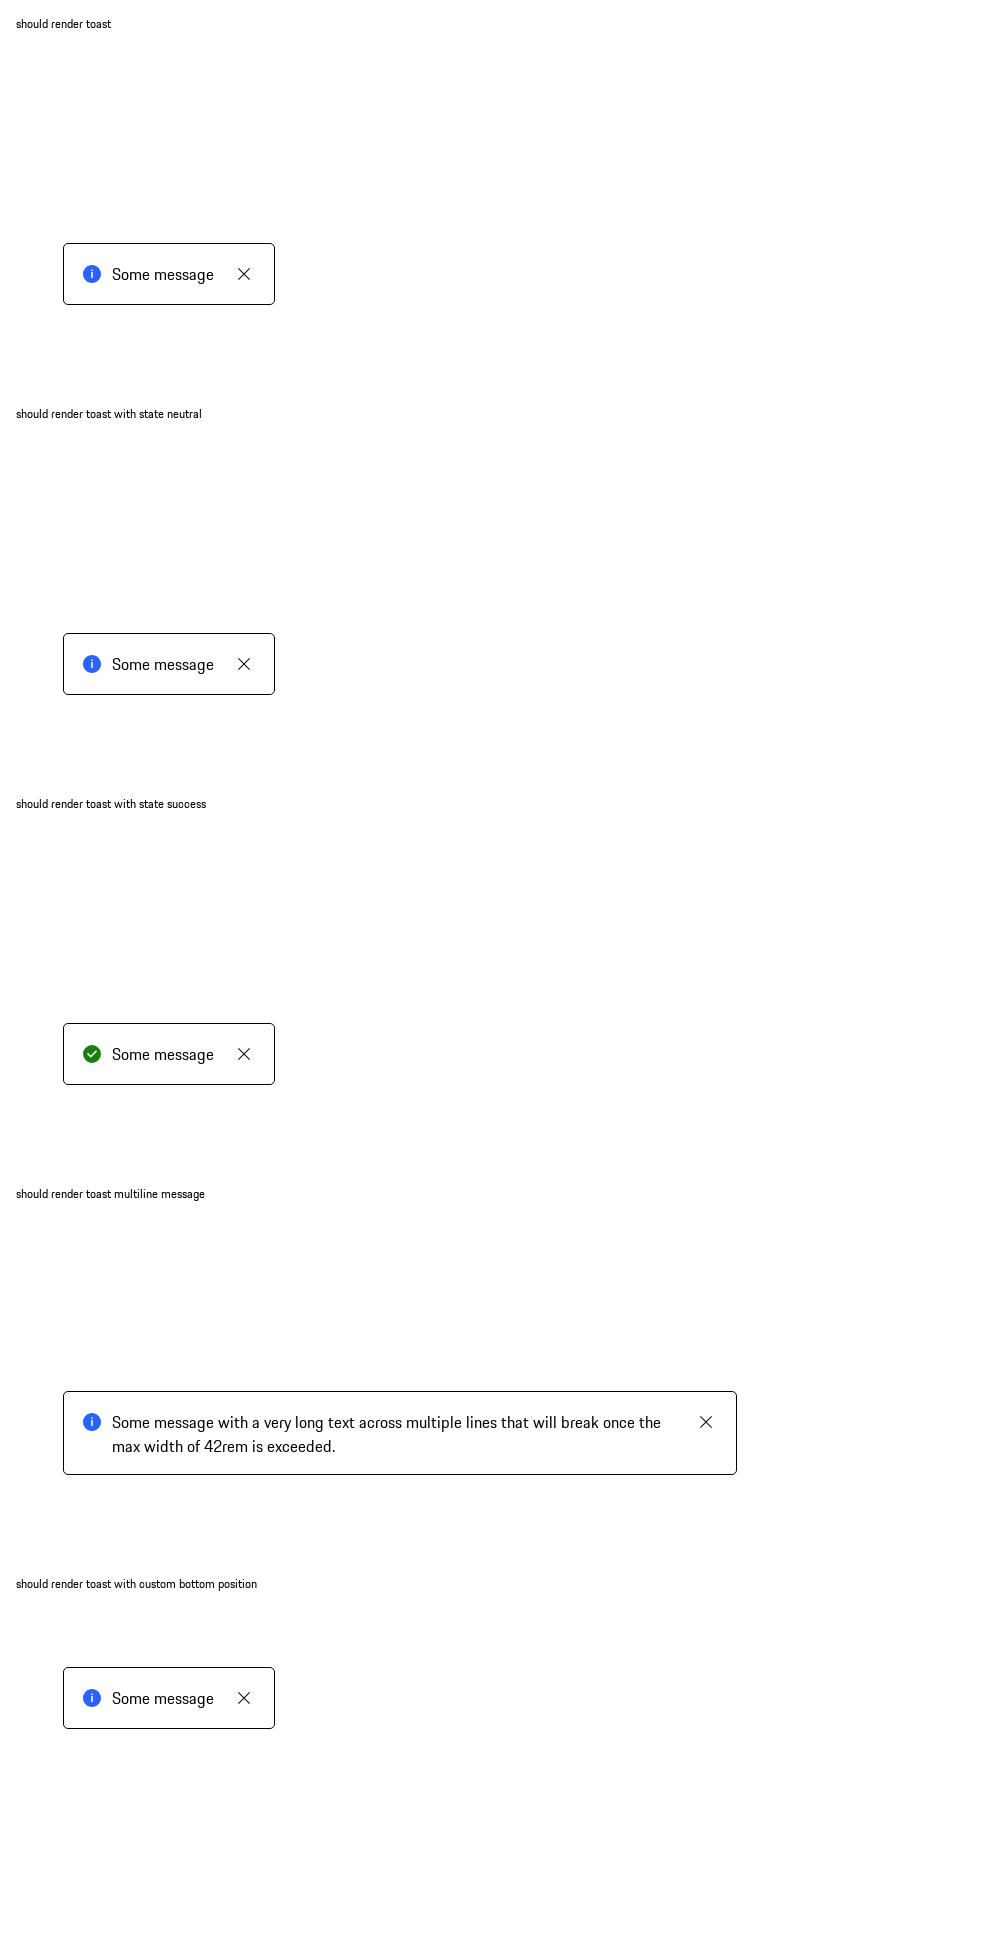 should render toast
Some message
should render toast with state neutral
Some message
should render toast with state success
Some message
should render toast multiline message
Some message with a very long text across multiple lines that will break once the
max width of 42rem is exceeded.
should render toast with custom bottom position
Some message